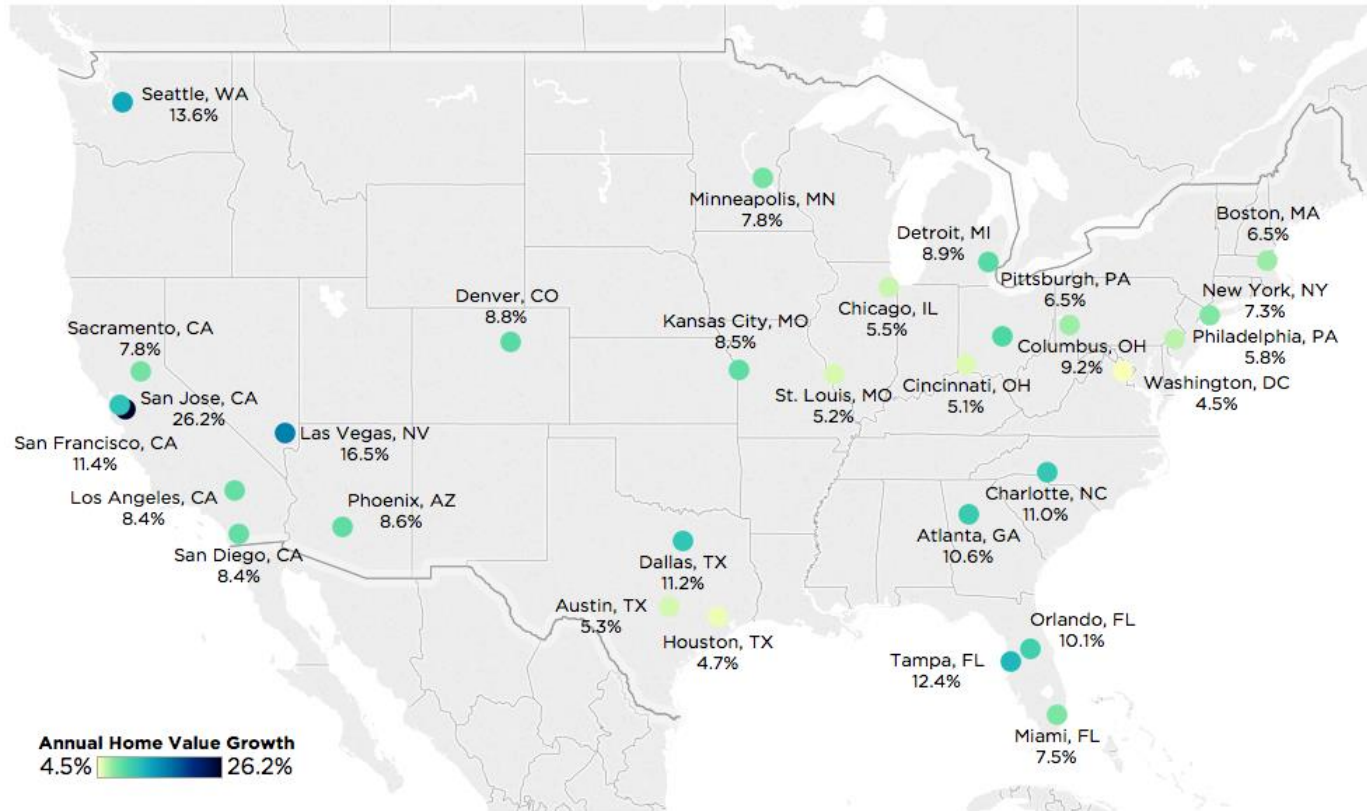 Seattle, WA
13.6%
Minneapolis, MN
7.8%
Boston, MA
6.5%
Detroit, MI
8.9%
Pittsburgh, PA
6.5%
New York, NY
7.3%
Denver, CO
8.8%
Chicago, IL
5.5%
Kansas City, MO
8.5%
Sacramento, CA
7.8%
Philadelphia, PA
5.8%
Columbus, OH
9.2%
Washington, DC
4.5%
Cincinnati, OH
5.1%
St. Louis, MO
5.2%
San Jose, CA
26.2%
San Francisco, CA
11.4%
Las Vegas, NV
16.5%
Los Angeles, CA
8.4%
Phoenix, AZ
8.6%
Charlotte, NC
11.0%
Atlanta, GA
10.6%
San Diego, CA
8.4%
Dallas, TX
11.2%
Austin, TX
5.3%
Houston, TX
4.7%
Orlando, FL
10.1%
Tampa, FL
12.4%
Miami, FL
7.5%
Annual Home Value Growth
4.5% 26.2%